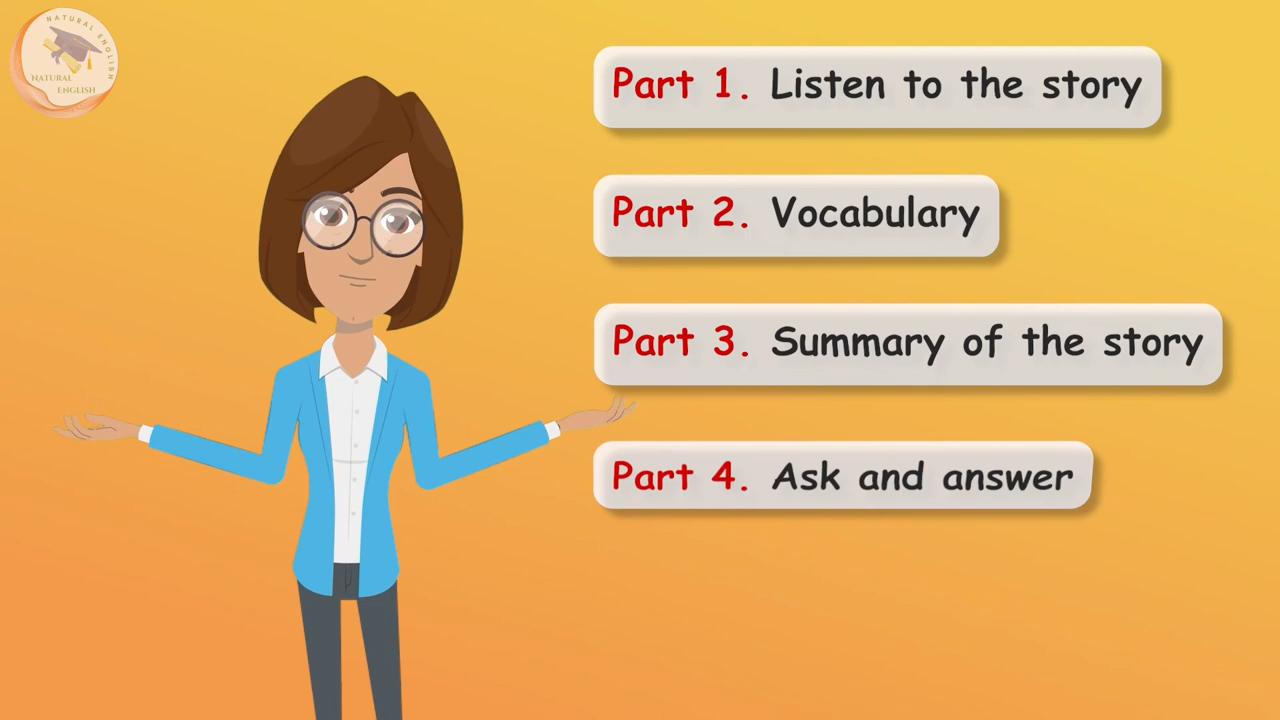 NATURAL ENGLISH
NATURAL
ENGLISH
Part 1. Listen to the story
Part 2. Vocabulary
Part 3. Summary of the story
Part 4. Ask and answer